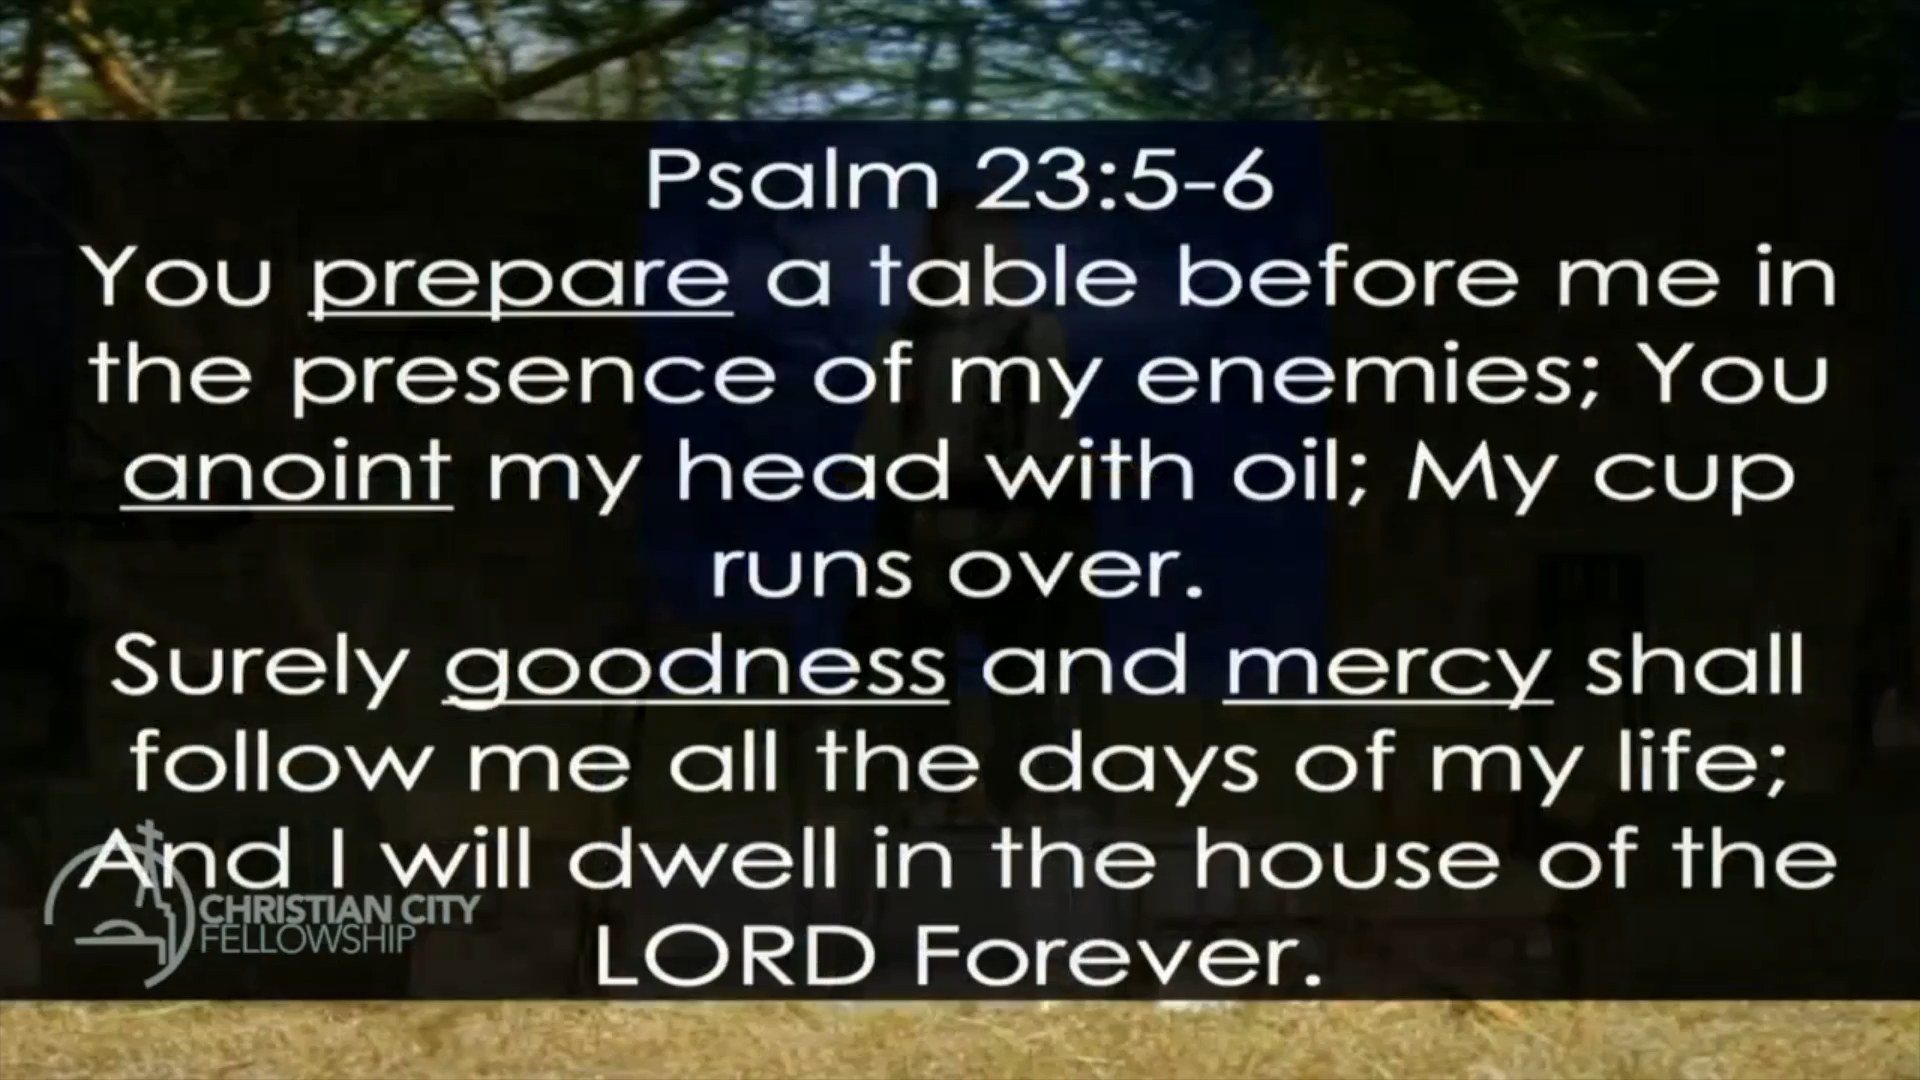 Psalm 23:5-6
You prepare a table before me in
the presence of my enemies; You
anoint my head with oil; My cup
runs over.
Surely goodness and mercy shall
follow me all the days of my life;
And I will dwell in the house of the
LORD Forever.
CHRISTIAN CITY
FELLOWSHIP